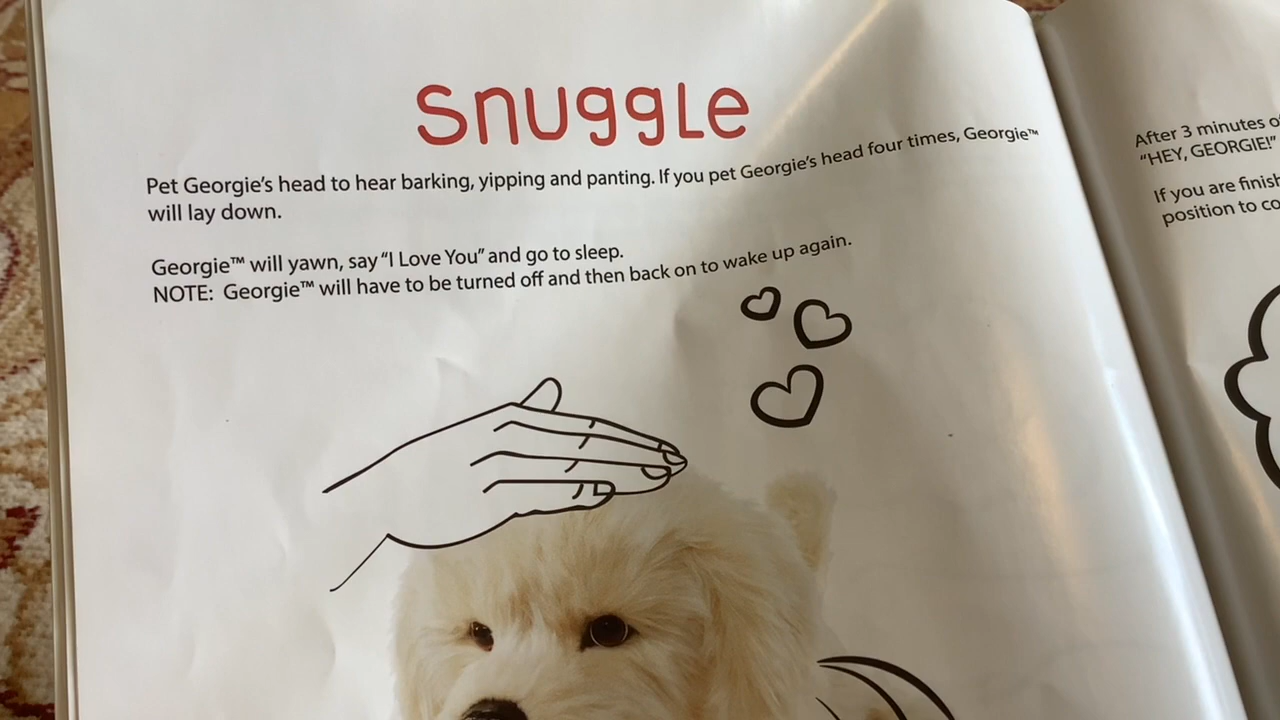 Snuggle
Pet Georgie's head to hear barking, yipping and panting. If you pet Georgie's head four times, Georgie™
will lay down.
Georgie™ will yawn, say "I Love You" and go to sleep.
NOTE: Georgie™ will have to be turned off and then back on to wake up again.
After 3 minutes
"HEY, GEORGIE!"
If you are
position to